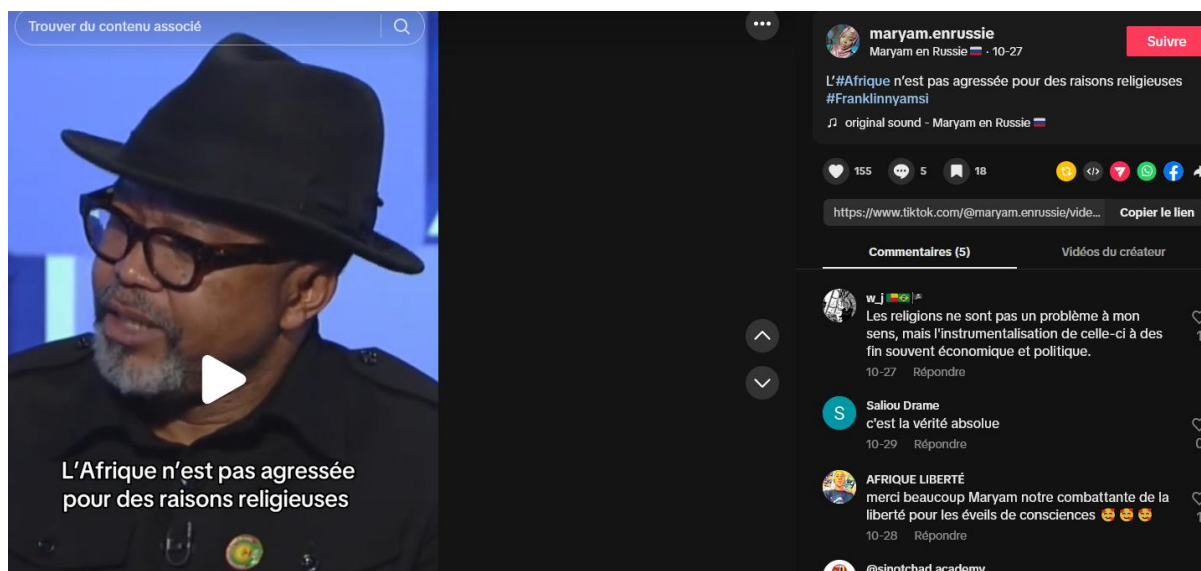 Trouver du contenu associé
L'Afrique n'est pas agressée
pour des raisons religieuses
maryam.enrussie
Maryam en Russie 🇷🇺 · 10-27
Suivre
L'#Afrique n'est pas agressée pour des raisons religieuses
#Franklinnyamsi
♫ original sound - Maryam en Russie 🇷🇺
155
5
18
https://www.tiktok.com/@maryam.enrussie/vide...
Copier le lien
Commentaires (5)
Vidéos du créateur
w_j 🇧🇯🇧🇷
Les religions ne sont pas un problème à mon
sens, mais l'instrumentalisation de celle-ci à des
fin souvent économique et politique.
10-27 Répondre
S
Saliou Drame
c'est la vérité absolue
10-29 Répondre
AFRIQUE LIBERTÉ
merci beaucoup Maryam notre combattante de la
liberté pour les éveils de consciences 🥰 🥰 🥰
10-28 Répondre
@sinotchad academy